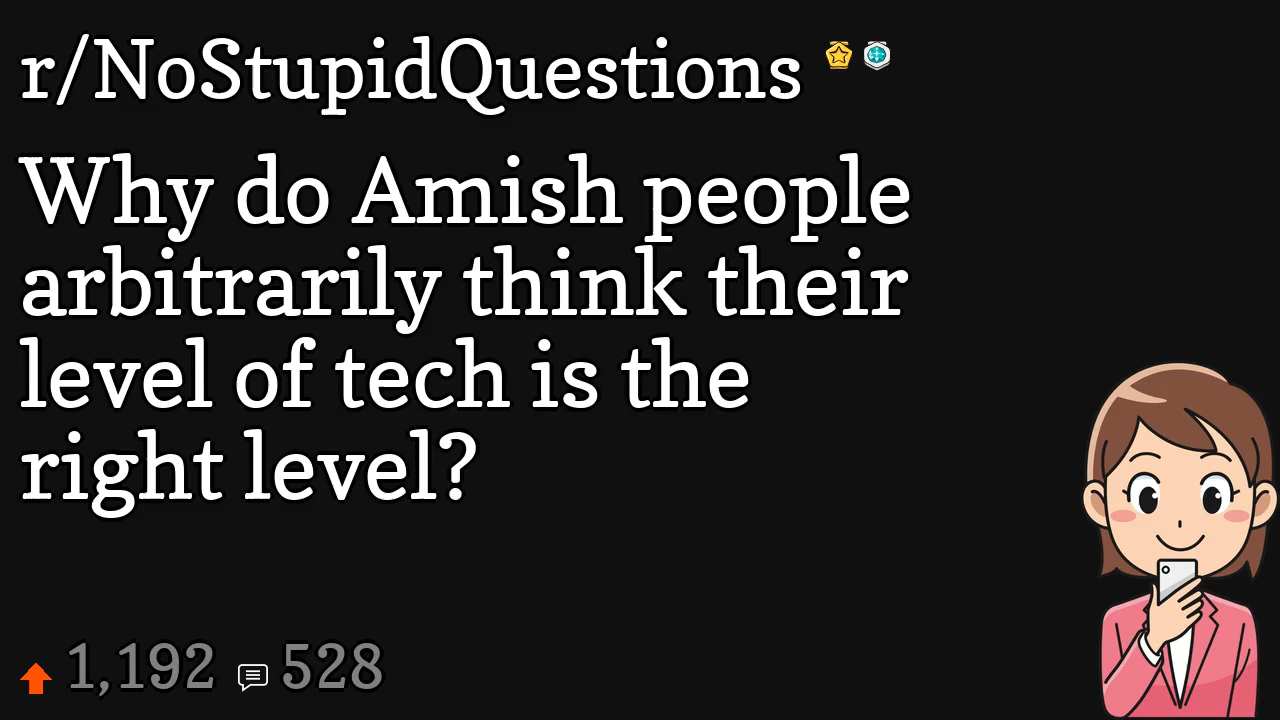 r/NoStupidQuestions
Why do Amish people
arbitrarily think their
level of tech is the
right level?
1,192 528